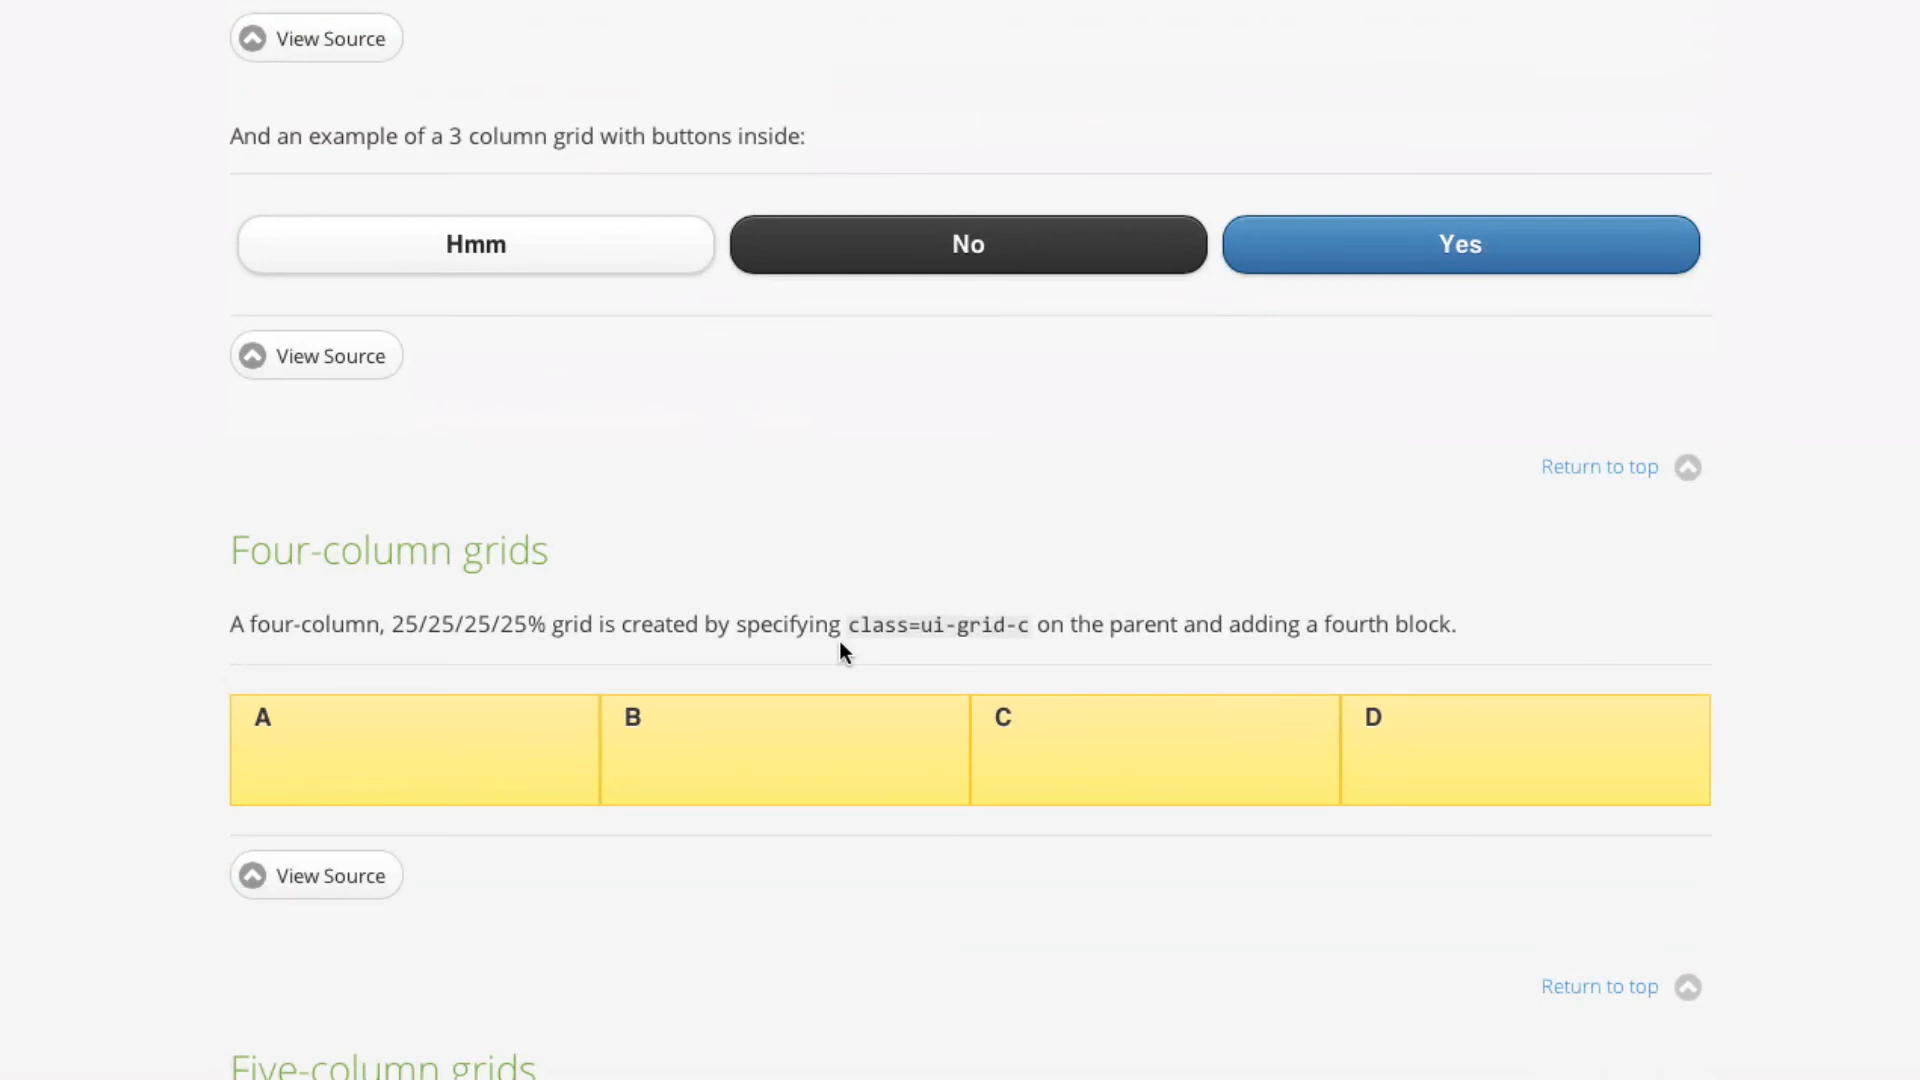 View Source
And an example of a 3 column grid with buttons inside:
Hmm No Yes
View Source
Return to top
Four-column grids
A four-column, 25/25/25/25% grid is created by specifying class=ui-grid-c on the parent and adding a fourth block.
A B C D
View Source
Return to top
Five-column grids